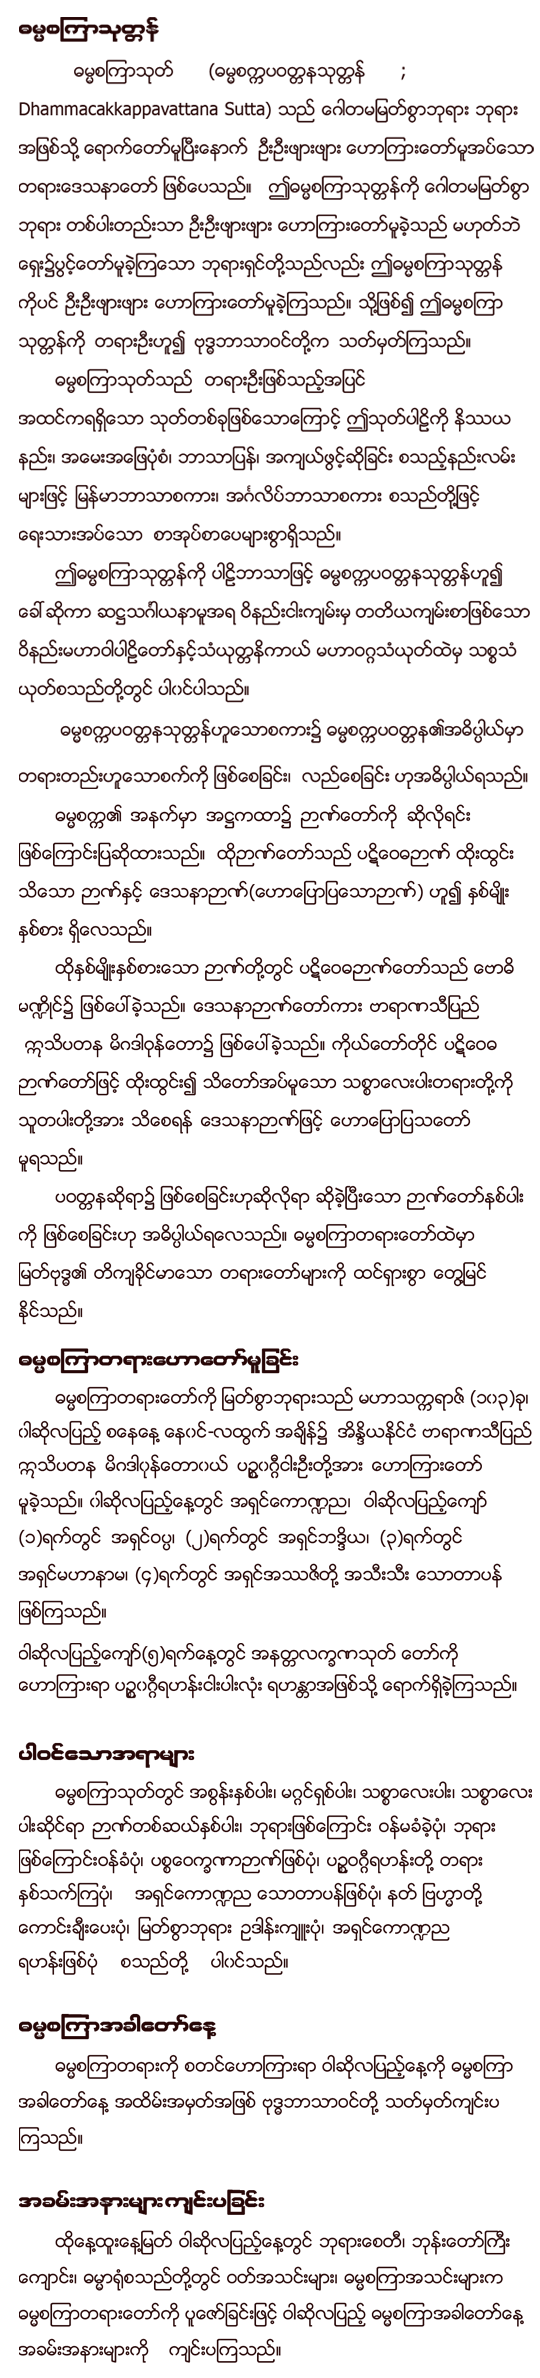 ဓမ္မစကြာသုတ္တန်
ဓမ္မစကြာသုတ် (ဓမ္မစက္ကပဝတ္တနသုတ္တန် ;
Dhammacakkappavattana Sutta) သည် ဂေါတမမြတ်စွာဘုရား ဘုရား
အဖြစ်သို့ ရောက်တော်မူပြီးနောက် ဦးဦးဖျားဖျား ဟောကြားတော်မူအပ်သော
တရားဒေသနာတော် ဖြစ်ပေသည်။ ဤဓမ္မစကြာသုတ္တန်ကို ဂေါတမမြတ်စွာ
ဘုရား တစ်ပါးတည်းသာ ဦးဦးဖျားဖျား ဟောကြားတော်မူခဲ့သည် မဟုတ်ဘဲ
ရှေး၌ပွင့်တော်မူခဲ့ကြသော ဘုရားရှင်တို့သည်လည်း ဤဓမ္မစကြာသုတ္တန်
ကိုပင် ဦးဦးဖျားဖျား ဟောကြားတော်မူခဲ့ကြသည်။ သို့ဖြစ်၍ ဤဓမ္မစကြာ
သုတ္တန်ကို တရားဦးဟူ၍ ဗုဒ္ဓဘာသာဝင်တို့က သတ်မှတ်ကြသည်။
ဓမ္မစကြာသုတ်သည် တရားဦးဖြစ်သည့်အပြင်
အထင်ကရရှိသော သုတ်တစ်ခုဖြစ်သောကြောင့် ဤသုတ်ပါဠိကို နိဿယ
နည်း၊ အမေးအဖြေပုံစံ၊ ဘာသာပြန်၊ အကျယ်ဖွင့်ဆိုခြင်း စသည့်နည်းလမ်း
များဖြင့် မြန်မာဘာသာစကား၊ အင်္ဂလိပ်ဘာသာစကား စသည်တို့ဖြင့်
ရေးသားအပ်သော စာအုပ်စာပေများစွာရှိသည်။
ဤဓမ္မစကြာသုတ္တန်ကို ပါဠိဘာသာဖြင့် ဓမ္မစက္ကပဝတ္တနသုတ္တန်ဟူ၍
ခေါ်ဆိုကာ ဆဋ္ဌသင်္ဂါယနာမူအရ ဝိနည်းငါးကျမ်းမှ တတိယကျမ်းစာဖြစ်သော
ဝိနည်းမဟာဝါပါဠိတော်နှင့်သံယုတ္တနိကာယ် မဟာဝဂ္ဂသံယုတ်ထဲမှ သစ္စသံ
ယုတ်စသည်တို့တွင် ပါ၀င်ပါသည်။
ဓမ္မစက္ကပဝတ္တနသုတ္တန်ဟူသောစကား၌ ဓမ္မစက္ကပဝတ္တန၏အဓိပ္ပါယ်မှာ
တရားတည်းဟူသောစက်ကို ဖြစ်စေခြင်း၊ လည်စေခြင်း ဟုအဓိပ္ပါယ်ရသည်။
ဓမ္မစက္က၏ အနက်မှာ အဋ္ဌကထာ၌ ဉာဏ်တော်ကို ဆိုလိုရင်း
ဖြစ်ကြောင်းပြဆိုထားသည်။ ထိုဉာဏ်တော်သည် ပဋိဝေဓဉာဏ် ထိုးထွင်း
သိသော ဉာဏ်နှင့် ဒေသနာဉာဏ်(ဟောပြောပြသောဉာဏ်) ဟူ၍ နှစ်မျိုး
နှစ်စား ရှိလေသည်။
ထိုနှစ်မျိုးနှစ်စားသော ဉာဏ်တို့တွင် ပဋိဝေဓဉာဏ်တော်သည် ဗောဓိ
မဏ္ဍိုင်၌ ဖြစ်ပေါ်ခဲ့သည်။ ဒေသနာဉာဏ်တော်ကား ဗာရာဏသီပြည်
ဣသိပတန မိဂဒါဝုန်တော၌ ဖြစ်ပေါ်ခဲ့သည်။ ကိုယ်တော်တိုင် ပဋိဝေဓ
ဉာဏ်တော်ဖြင့် ထိုးထွင်း၍ သိတော်အပ်မူသော သစ္စာလေးပါးတရားတို့ကို
သူတပါးတို့အား သိစေရန် ဒေသနာဉာဏ်ဖြင့် ဟောပြောပြသတော်
မူရသည်။
ပဝတ္တနဆိုရာ၌ ဖြစ်စေခြင်းဟုဆိုလိုရာ ဆိုခဲ့ပြီးသော ဉာဏ်တော်နှစ်ပါး
ကို ဖြစ်စေခြင်းဟု အဓိပ္ပါယ်ရလေသည်။ ဓမ္မစကြာတရားတော်ထဲမှာ
မြတ်ဗုဒ္ဓ၏ တိကျခိုင်မာသော တရားတော်များကို ထင်ရှားစွာ တွေ့မြင်
နိုင်သည်။
ဓမ္မစကြာတရားဟောတော်မူခြင်း
ဓမ္မစကြာတရားတော်ကို မြတ်စွာဘုရားသည် မဟာသက္ကရာဇ် (၁၀၃)ခု၊
၀ါဆိုလပြည့် စနေနေ့ နေ၀င်-လထွက် အချိန်၌ အိန္ဒိယနိုင်ငံ ဗာရာဏသီပြည်
ဣသိပတန မိဂဒါ၀ုန်တော၀ယ် ပဉ္စ၀ဂ္ဂီငါးဦးတို့အား ဟောကြားတော်
မူခဲ့သည်။ ၀ါဆိုလပြည့်နေ့တွင် အရှင်ကောဏ္ဍည၊ ဝါဆိုလပြည့်ကျော်
(၁)ရက်တွင် အရှင်ဝပ္ပ၊ (၂)ရက်တွင် အရှင်ဘဒ္ဒိယ၊ (၃)ရက်တွင်
အရှင်မဟာနာမ၊ (၄)ရက်တွင် အရှင်အဿဇိတို့ အသီးသီး သောတာပန်
ဖြစ်ကြသည်။
ဝါဆိုလပြည့်ကျော်(၅)ရက်နေ့တွင် အနတ္တလက္ခဏသုတ် တော်ကို
ဟောကြားရာ ပဉ္စ၀ဂ္ဂီရဟန်းငါးပါးလုံး ရဟန္တာအဖြစ်သို့ ရောက်ရှိခဲ့ကြသည်။
ပါဝင်သောအရာများ
ဓမ္မစကြာသုတ်တွင် အစွန်းနှစ်ပါး၊ မဂ္ဂင်ရှစ်ပါး၊ သစ္စာလေးပါး၊ သစ္စာလေး
ပါးဆိုင်ရာ ဉာဏ်တစ်ဆယ်နှစ်ပါး၊ ဘုရားဖြစ်ကြောင်း ဝန်မခံခဲ့ပုံ၊ ဘုရား
ဖြစ်ကြောင်းဝန်ခံပုံ၊ ပစ္စဝေက္ခဏာဉာဏ်ဖြစ်ပုံ၊ ပဉ္စဝဂ္ဂီရဟန်းတို့ တရား
နှစ်သက်ကြပုံ၊ အရှင်ကောဏ္ဍည သောတာပန်ဖြစ်ပုံ၊ နတ် ဗြဟ္မာတို့
ကောင်းချီးပေးပုံ၊ မြတ်စွာဘုရား ဥဒါန်းကျူးပုံ၊ အရှင်ကောဏ္ဍည
ရဟန်းဖြစ်ပုံ စသည်တို့ ပါ၀င်သည်။
ဓမ္မစကြာအခါတော်နေ့
ဓမ္မစကြာတရားကို စတင်ဟောကြားရာ ဝါဆိုလပြည့်နေ့ကို ဓမ္မစကြာ
အခါတော်နေ့ အထိမ်းအမှတ်အဖြစ် ဗုဒ္ဓဘာသာဝင်တို့ သတ်မှတ်ကျင်းပ
ကြသည်။
အခမ်းအနားများကျင်းပခြင်း
ထိုနေ့ထူးနေ့မြတ် ဝါဆိုလပြည့်နေ့တွင် ဘုရားစေတီ၊ ဘုန်းတော်ကြီး
ကျောင်း၊ ဓမ္မာရုံစသည်တို့တွင် ဝတ်အသင်းများ၊ ဓမ္မစကြာအသင်းများက
ဓမ္မစကြာတရားတော်ကို ပူဇော်ခြင်းဖြင့် ဝါဆိုလပြည့် ဓမ္မစကြာအခါတော်နေ့
အခမ်းအနားများကို ကျင်းပကြသည်။